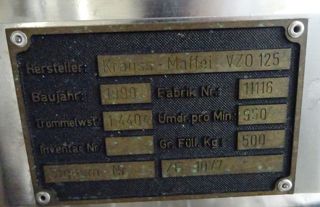 Hersteller: Krauss-Maffei VZO 125
Baujahr: 1990 Fabrik Nr.: 11116
Trommelwst. 1.4404 Umdr pro Min: 950
Inventar Nr. Gr. Füll. Kg: 500